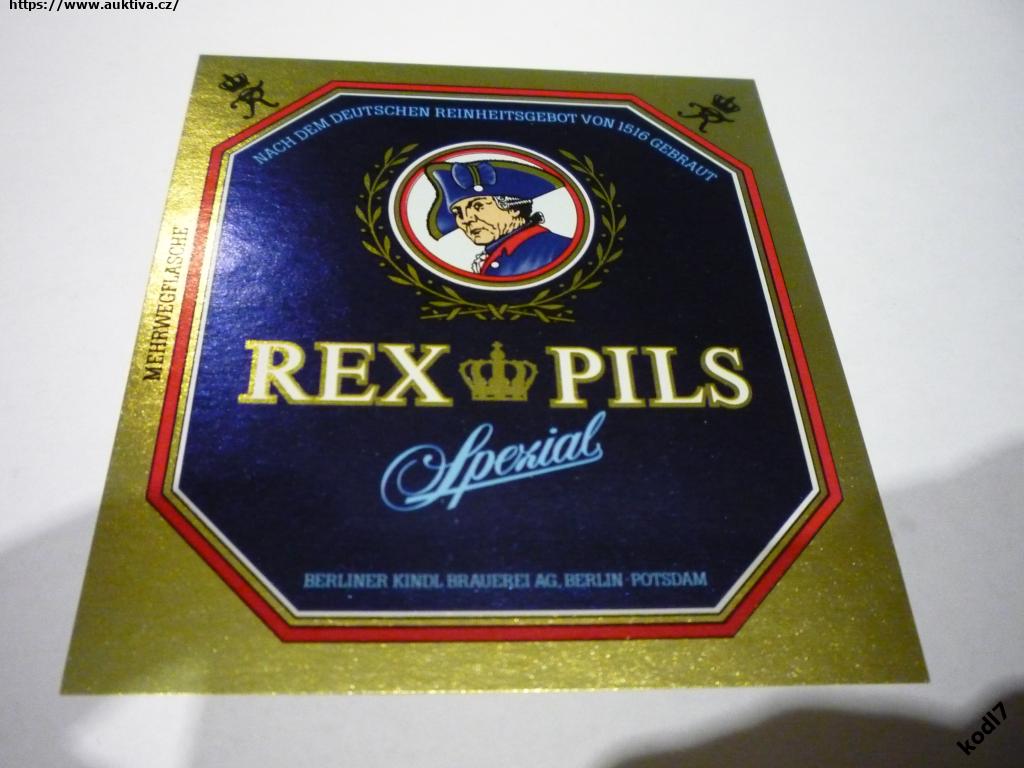 https://www.auktiva.cz/
NACH DEM DEUTSCHEN REINHEITSGEBOT VON 1516 GEBRAUT
MEHRWEGFLASCHE
REX PILS
Spezial
BERLINER KINDL BRAUEREI AG, BERLIN-POTSDAM
kodl7